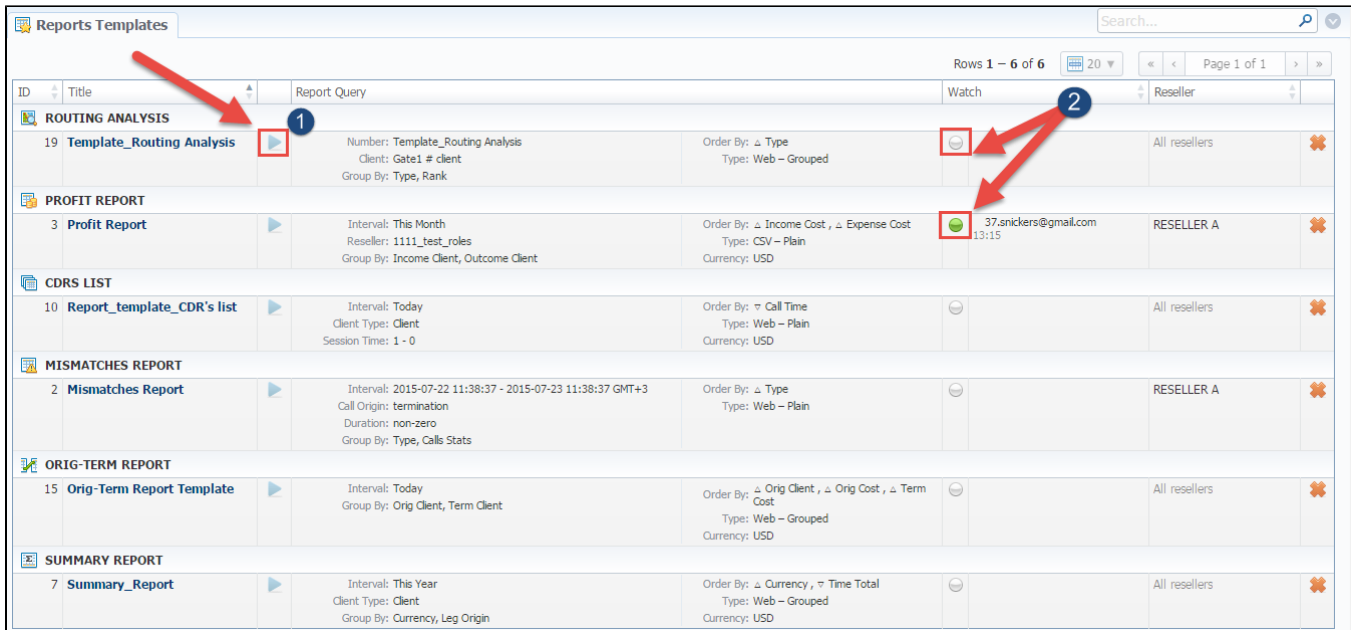 Reports Templates
Search...
Rows 1 – 6 of 6
20
« < Page 1 of 1 > »
ID Title Report Query Watch Reseller
1
2
ROUTING ANALYSIS
19 Template_Routing Analysis Number: Template_Routing Analysis Order By: ▵ Type All resellers
Client: Gate1 # client Type: Web – Grouped
Group By: Type, Rank
PROFIT REPORT
3 Profit Report Interval: This Month Order By: ▵ Income Cost , ▵ Expense Cost 37.snickers@gmail.com RESELLER A
Reseller: 1111_test_roles Type: CSV – Plain 13:15
Group By: Income Client, Outcome Client Currency: USD
CDRS LIST
10 Report_template_CDR's list Interval: Today Order By: ▿ Call Time All resellers
Client Type: Client Type: Web – Plain
Session Time: 1 - 0 Currency: USD
MISMATCHES REPORT
2 Mismatches Report Interval: 2015-07-22 11:38:37 - 2015-07-23 11:38:37 GMT+3 Order By: ▵ Type RESELLER A
Call Origin: termination Type: Web – Plain
Duration: non-zero
Group By: Type, Calls Stats
ORIG-TERM REPORT
15 Orig-Term Report Template Interval: Today Order By: ▵ Orig Client , ▵ Orig Cost , ▵ Term Cost All resellers
Group By: Orig Client, Term Client Type: Web – Grouped
Currency: USD
SUMMARY REPORT
7 Summary_Report Interval: This Year Order By: ▵ Currency , ▿ Time Total All resellers
Client Type: Client Type: Web – Grouped
Group By: Currency, Leg Origin Currency: USD